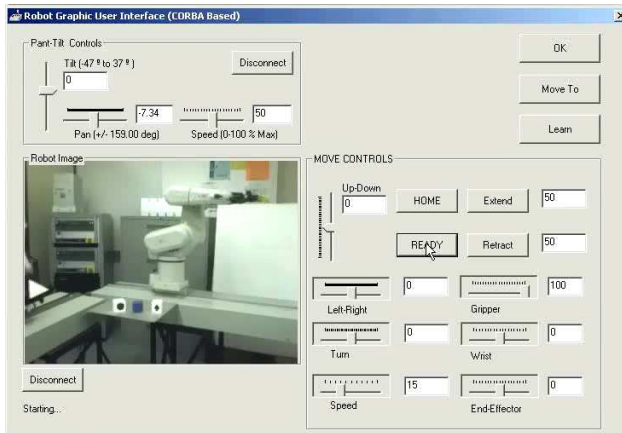 Robot Graphic User Interface (CORBA Based)
Pant-Tilt Controls
Tilt (-47 º to 37 º )
0
Disconnect
-7.34
50
Pan (+/- 159.00 deg)
Speed (0-100 % Max)
OK
Move To
Learn
Robot Image
MOVE CONTROLS
Up-Down
0
HOME
Extend
50
READY
Retract
50
0
100
Left-Right
Gripper
0
0
Turn
Wrist
15
0
Speed
End-Effector
Disconnect
Starting...